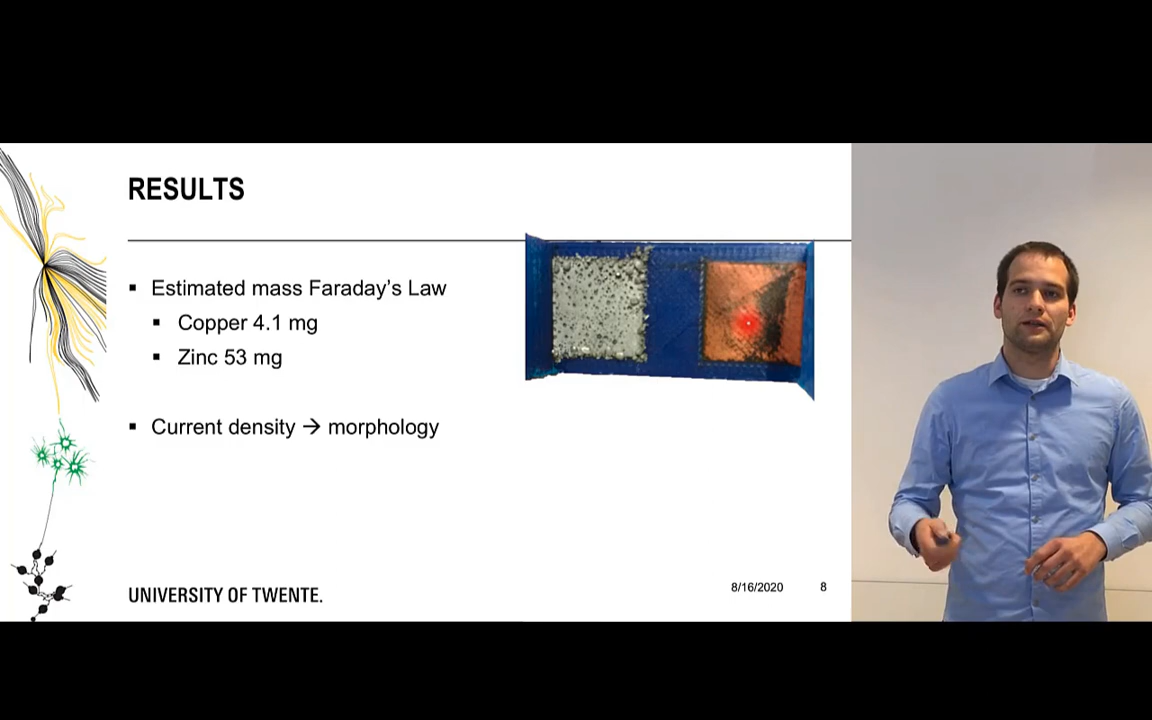 RESULTS
▪ Estimated mass Faraday's Law
▪ Copper 4.1 mg
▪ Zinc 53 mg
▪ Current density → morphology
UNIVERSITY OF TWENTE.
8/16/2020
8